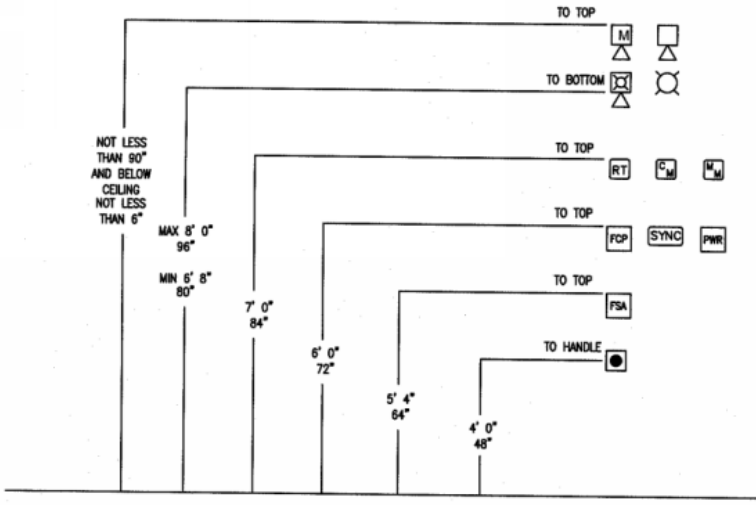 TO TOP
M
TO BOTTOM
NOT LESS
THAN 90"
AND BELOW
CEILING
NOT LESS
THAN 6"
TO TOP
RT
C M
M M
MAX 8' 0"
96"
MIN 6' 8"
80"
TO TOP
FCP
SYNC
PWR
7' 0"
84"
TO TOP
FSA
6' 0"
72"
TO HANDLE
5' 4"
64"
4' 0"
48"